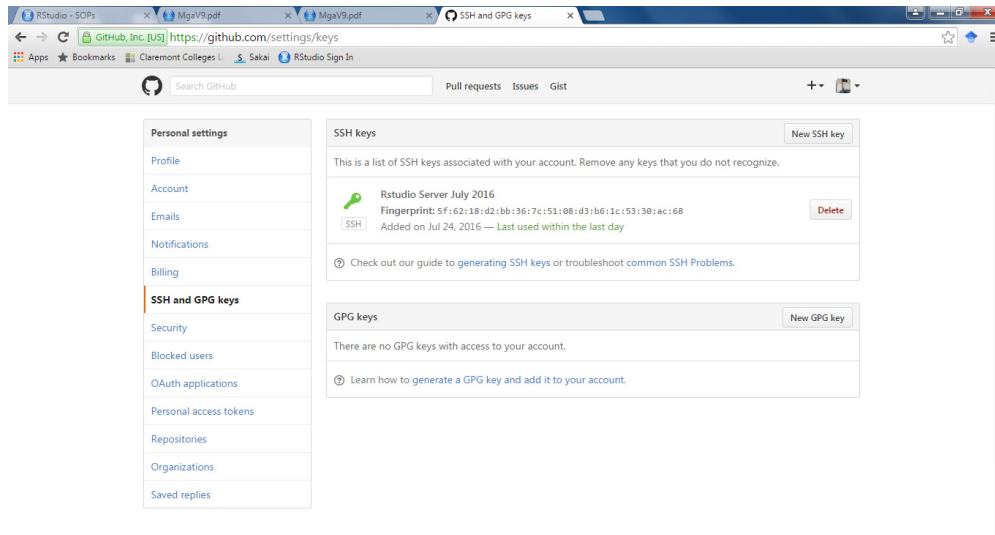 RStudio - SOPs
MgaV9.pdf
MgaV9.pdf
SSH and GPG keys
GitHub, Inc. [US] https://github.com/settings/keys
Apps Bookmarks Claremont Colleges Li Sakai RStudio Sign In
Search GitHub Pull requests Issues Gist
Personal settings
Profile
Account
Emails
Notifications
Billing
SSH and GPG keys
Security
Blocked users
OAuth applications
Personal access tokens
Repositories
Organizations
Saved replies
SSH keys New SSH key
This is a list of SSH keys associated with your account. Remove any keys that you do not recognize.
Rstudio Server July 2016
Fingerprint: 5f:62:18:d2:bb:36:7c:51:08:d3:b6:1c:53:30:ac:68
SSH Added on Jul 24, 2016 — Last used within the last day
Delete
Check out our guide to generating SSH keys or troubleshoot common SSH Problems.
GPG keys New GPG key
There are no GPG keys with access to your account.
Learn how to generate a GPG key and add it to your account.